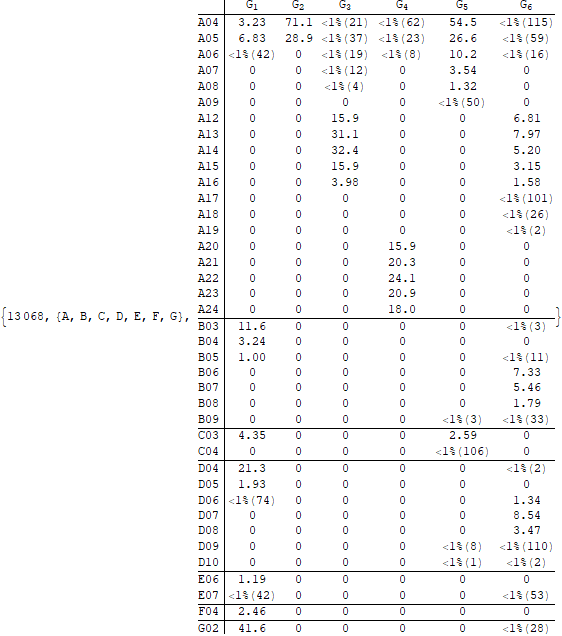 G1 G2 G3 G4 G5 G6
A04 3.23 71.1 <1%(21) <1%(62) 54.5 <1%(115)
A05 6.83 28.9 <1%(37) <1%(23) 26.6 <1%(59)
A06 <1%(42) 0 <1%(19) <1%(8) 10.2 <1%(16)
A07 0 0 <1%(12) 0 3.54 0
A08 0 0 <1%(4) 0 1.32 0
A09 0 0 0 0 <1%(50) 0
A12 0 0 15.9 0 0 6.81
A13 0 0 31.1 0 0 7.97
A14 0 0 32.4 0 0 5.20
A15 0 0 15.9 0 0 3.15
A16 0 0 3.98 0 0 1.58
A17 0 0 0 0 0 <1%(101)
A18 0 0 0 0 0 <1%(26)
A19 0 0 0 0 0 <1%(2)
A20 0 0 0 15.9 0 0
A21 0 0 0 20.3 0 0
A22 0 0 0 24.1 0 0
A23 0 0 0 20.9 0 0
{13068, {A, B, C, D, E, F, G}, A24 0 0 0 18.0 0 0 }
B03 11.6 0 0 0 0 <1%(3)
B04 3.24 0 0 0 0 0
B05 1.00 0 0 0 0 <1%(11)
B06 0 0 0 0 0 7.33
B07 0 0 0 0 0 5.46
B08 0 0 0 0 0 1.79
B09 0 0 0 0 <1%(3) <1%(33)
C03 4.35 0 0 0 2.59 0
C04 0 0 0 0 <1%(106) 0
D04 21.3 0 0 0 0 <1%(2)
D05 1.93 0 0 0 0 0
D06 <1%(74) 0 0 0 0 1.34
D07 0 0 0 0 0 8.54
D08 0 0 0 0 0 3.47
D09 0 0 0 0 <1%(8) <1%(110)
D10 0 0 0 0 <1%(1) <1%(2)
E06 1.19 0 0 0 0 0
E07 <1%(42) 0 0 0 0 <1%(53)
F04 2.46 0 0 0 0 0
G02 41.6 0 0 0 0 <1%(28)